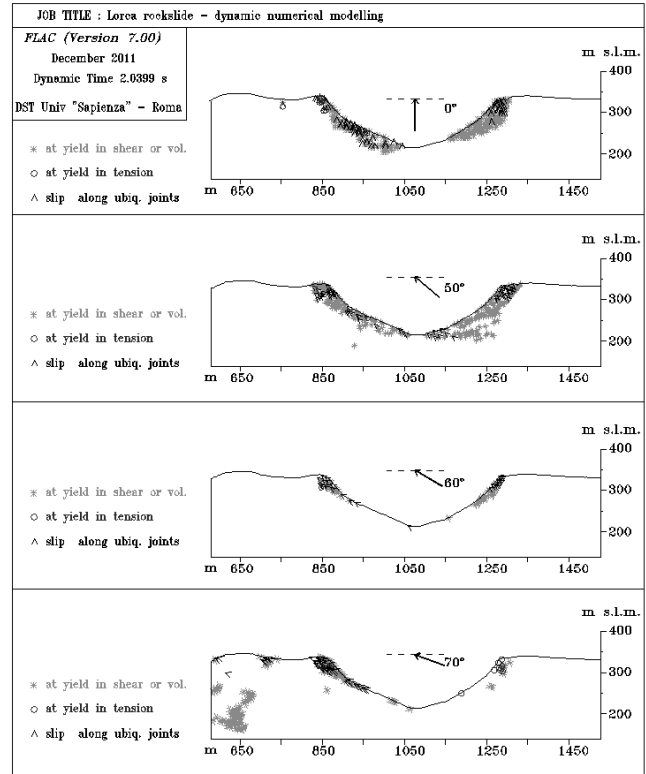 JOB TITLE : Lorca rockslide - dynamic numerical modelling
FLAC (Version 7.00)
December 2011
Dynamic Time 2.0399 s
DST Univ "Sapienza" - Roma
at yield in shear or vol.
at yield in tension
slip along ubiq. joints
m s.l.m.
400
300
200
0°
m 650 850 1050 1250 1450
at yield in shear or vol.
at yield in tension
slip along ubiq. joints
m s.l.m.
400
300
200
50°
m 650 850 1050 1250 1450
at yield in shear or vol.
at yield in tension
slip along ubiq. joints
m s.l.m.
400
300
200
60°
m 650 850 1050 1250 1450
at yield in shear or vol.
at yield in tension
slip along ubiq. joints
m s.l.m.
400
300
200
70°
m 650 850 1050 1250 1450